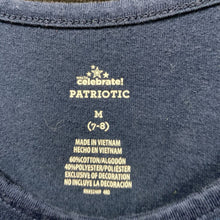 celebrate!
PATRIOTIC
M
(7-8)
MADE IN VIETNAM
HECHO EN VIETNAM
60%COTTON/ALGODÓN
40%POLYESTER/POLIÉSTER
EXCLUSIVE OF DECORATION
NO INCLUYE LA DECORACIÓN